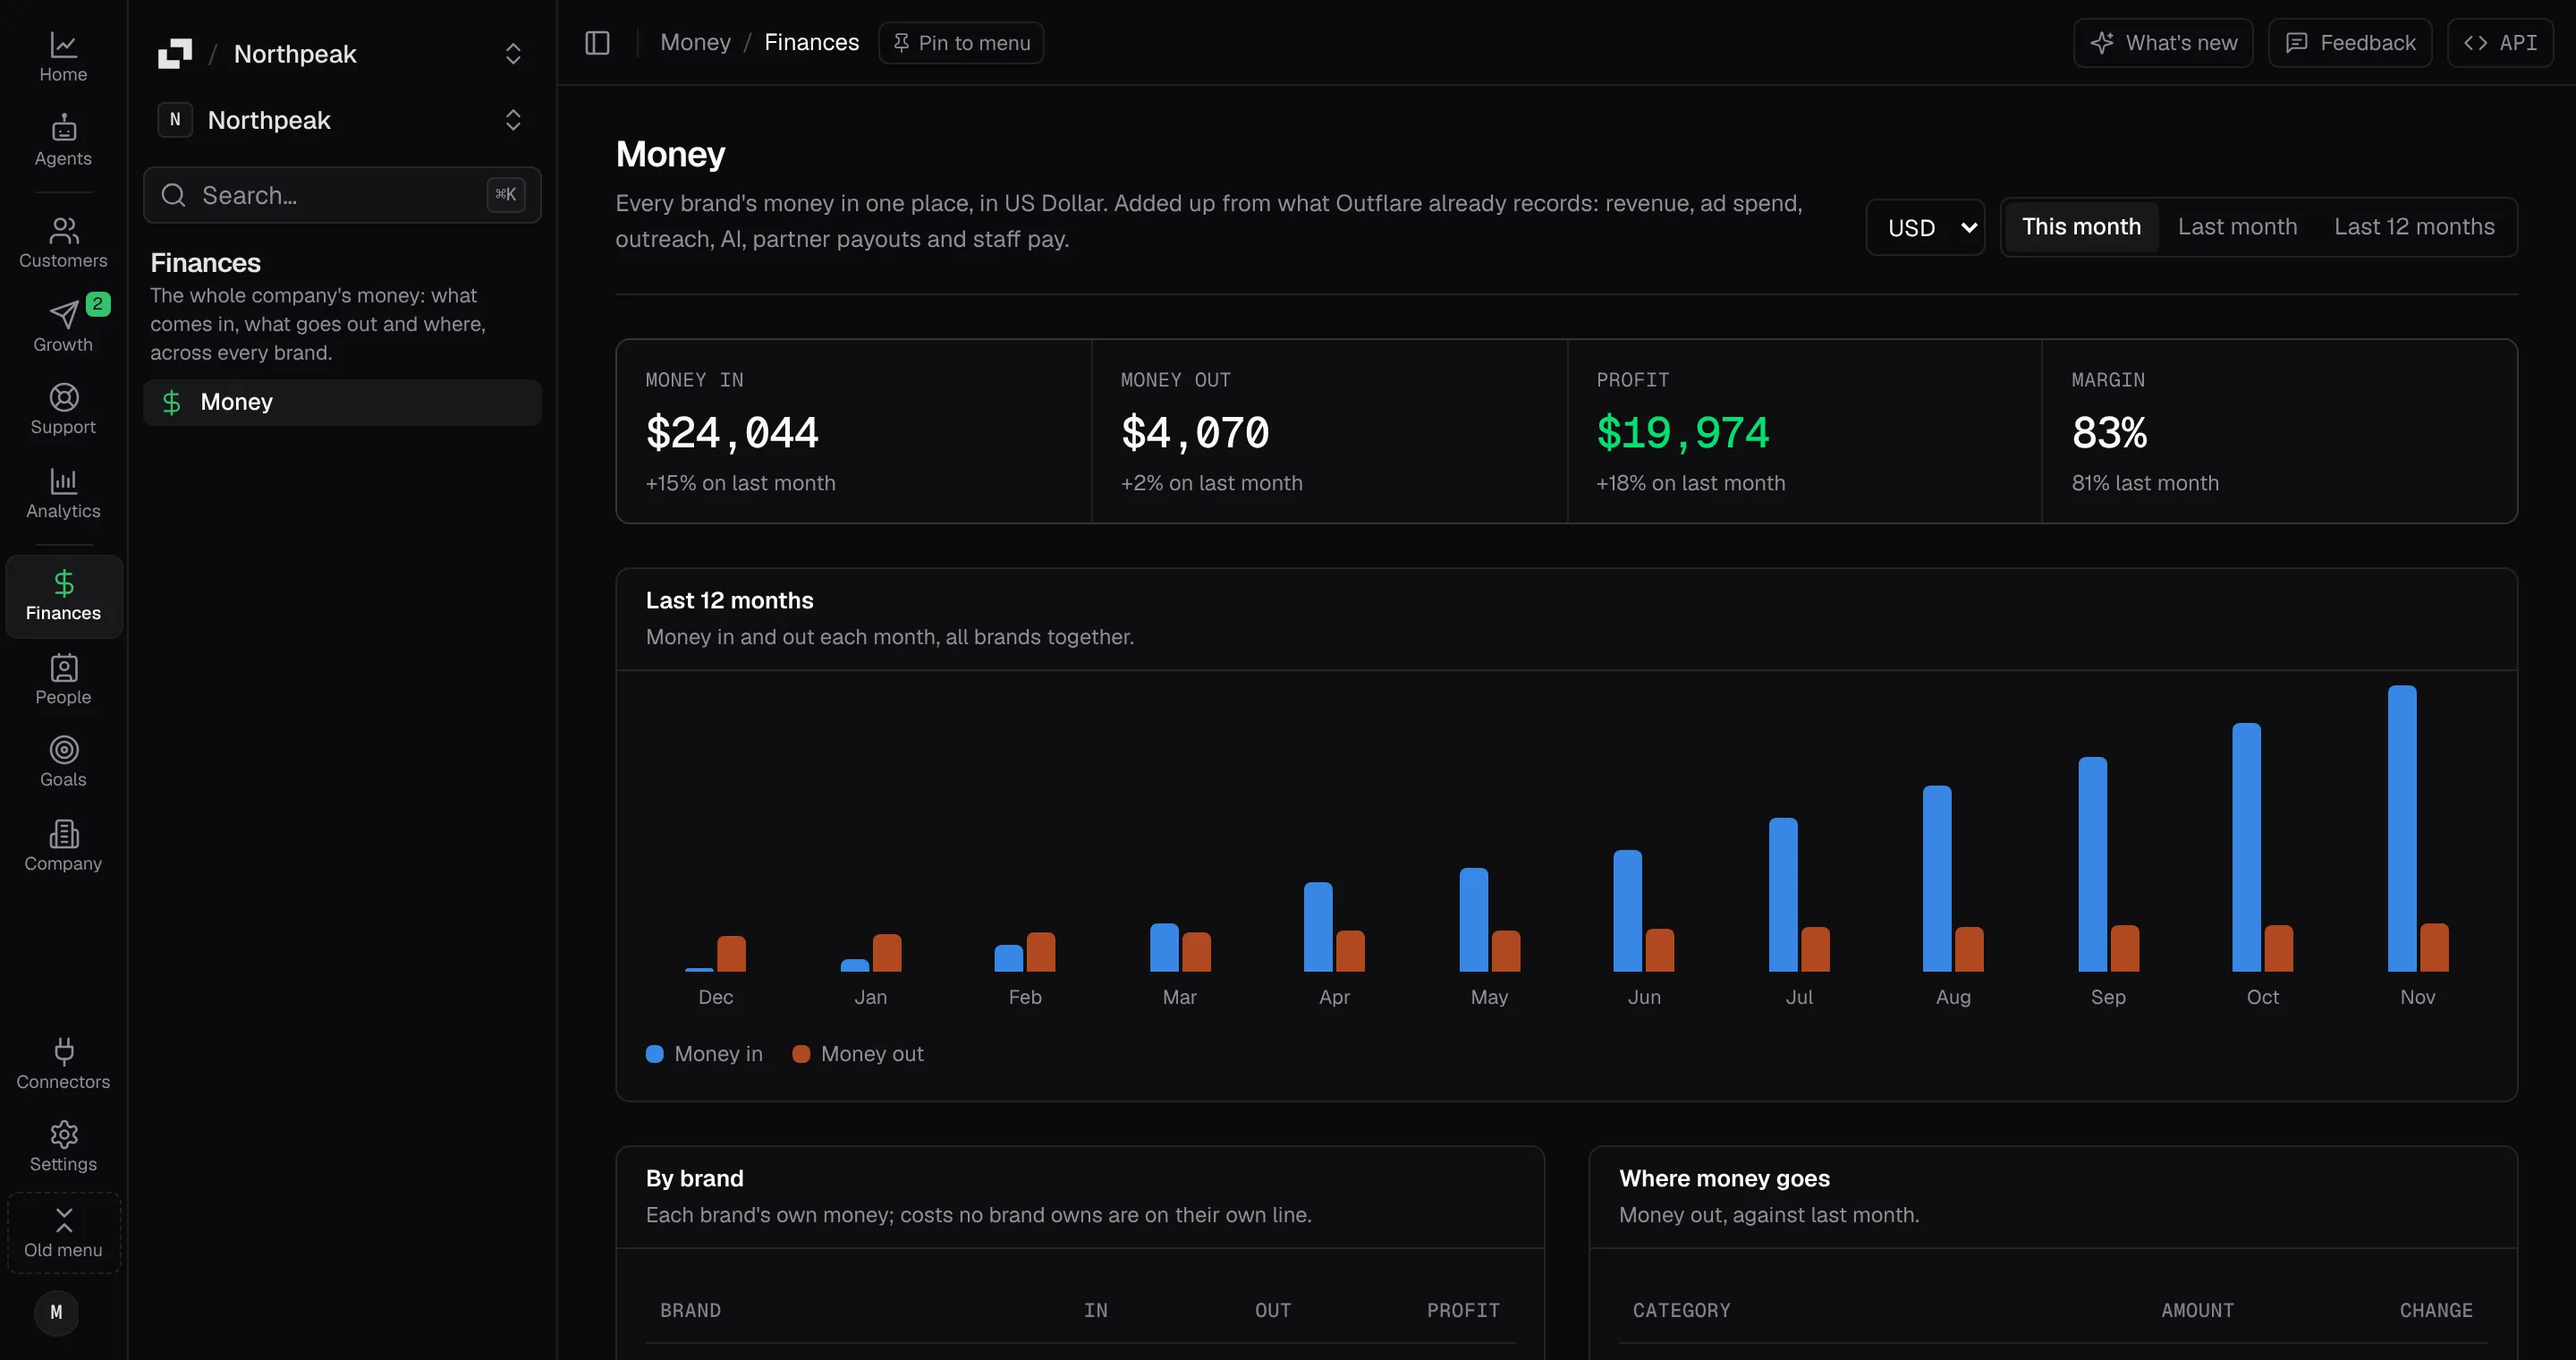 Home
Agents
Customers
2
Growth
Support
Analytics
Finances
People
Goals
Company
Connectors
Settings
Old menu
M
/ Northpeak
N Northpeak
Search... ⌘K
Finances
The whole company's money: what
comes in, what goes out and where,
across every brand.
Money
Money / Finances Pin to menu
What's new Feedback API
Money
Every brand's money in one place, in US Dollar. Added up from what Outflare already records: revenue, ad spend,
outreach, AI, partner payouts and staff pay.
USD This month Last month Last 12 months
MONEY IN
$24,044
+15% on last month
MONEY OUT
$4,070
+2% on last month
PROFIT
$19,974
+18% on last month
MARGIN
83%
81% last month
Last 12 months
Money in and out each month, all brands together.
Dec Jan Feb Mar Apr May Jun Jul Aug Sep Oct Nov
Money in Money out
By brand
Each brand's own money; costs no brand owns are on their own line.
BRAND IN OUT PROFIT
Where money goes
Money out, against last month.
CATEGORY AMOUNT CHANGE